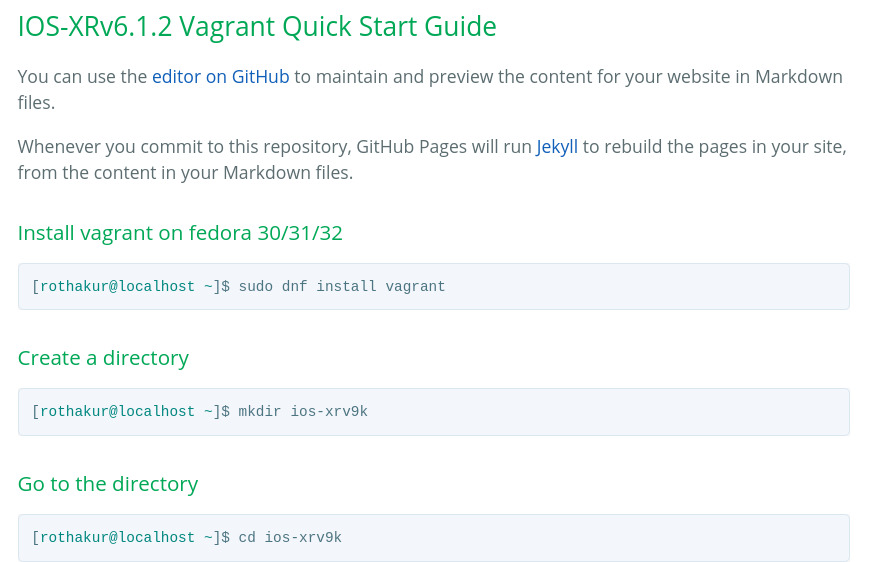 IOS-XRv6.1.2 Vagrant Quick Start Guide
You can use the editor on GitHub to maintain and preview the content for your website in Markdown
files.
Whenever you commit to this repository, GitHub Pages will run Jekyll to rebuild the pages in your site,
from the content in your Markdown files.
Install vagrant on fedora 30/31/32
[rothakur@localhost ~]$ sudo dnf install vagrant
Create a directory
[rothakur@localhost ~]$ mkdir ios-xrv9k
Go to the directory
[rothakur@localhost ~]$ cd ios-xrv9k